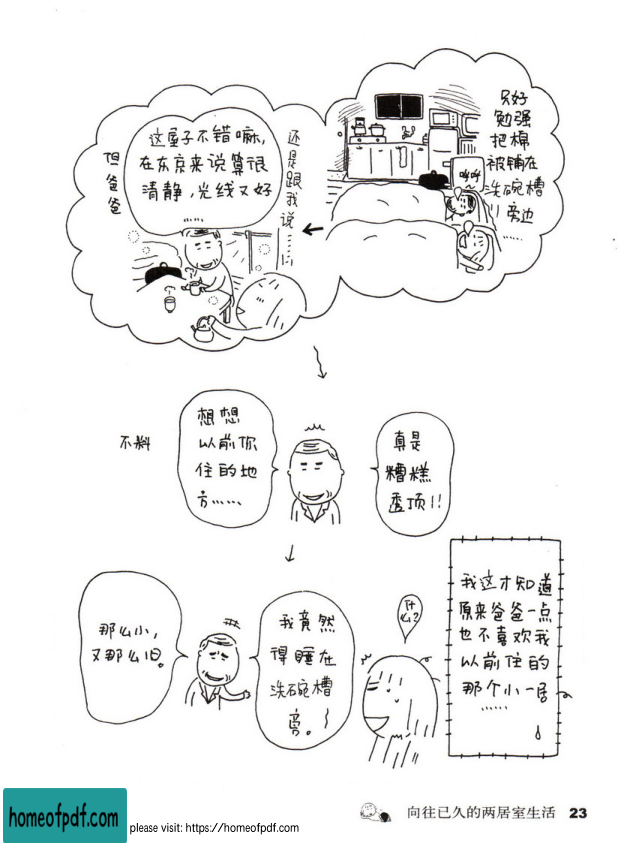 只好
勉强
把棉
被铺在
洗碗槽
旁边
呼呼
但爸爸
还是跟我说……
这屋子不错嘛，
在东京来说算很
清静，光线又好
……
不料
想想
以前你
住的地
方……
真是
糟糕
透顶!!
那么小，
又那么旧。
我竟然
得睡在
洗碗槽
旁。
什么？
我这才知道
原来爸爸一点
也不喜欢我
以前住的
那个小一居
……
向往已久的两居室生活 23
homeofpdf.com
please visit: https://homeofpdf.com